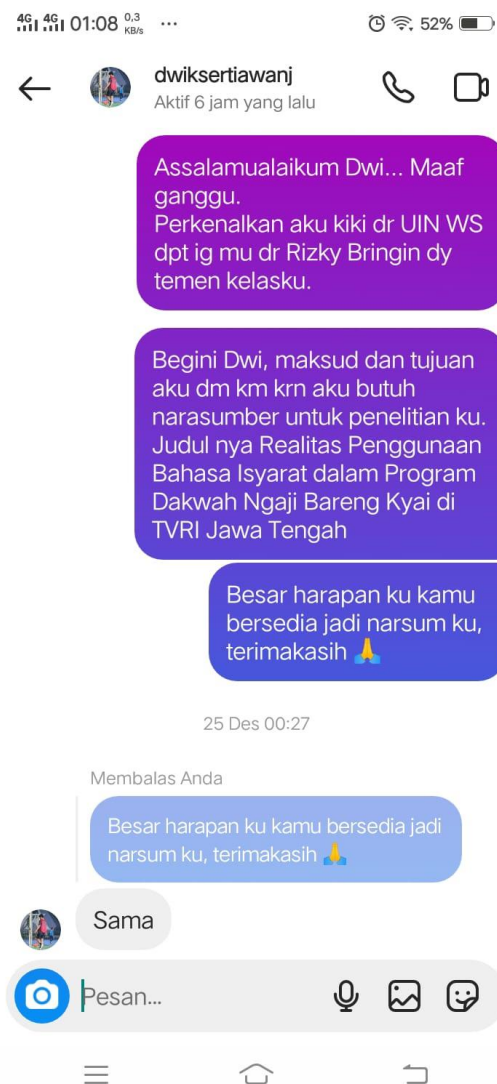 4G 4G 01:08 0,3 KB/s ... 52%
dwiksertiawanj
Aktif 6 jam yang lalu
Assalamualaikum Dwi... Maaf
ganggu.
Perkenalkan aku kiki dr UIN WS
dpt ig mu dr Rizky Bringin dy
temen kelasku.
Begini Dwi, maksud dan tujuan
aku dm km krn aku butuh
narasumber untuk penelitian ku.
Judul nya Realitas Penggunaan
Bahasa Isyarat dalam Program
Dakwah Ngaji Bareng Kyai di
TVRI Jawa Tengah
Besar harapan ku kamu
bersedia jadi narsum ku,
terimakasih 🙏
25 Des 00:27
Membalas Anda
Besar harapan ku kamu bersedia jadi
narsum ku, terimakasih 🙏
Sama
Pesan...